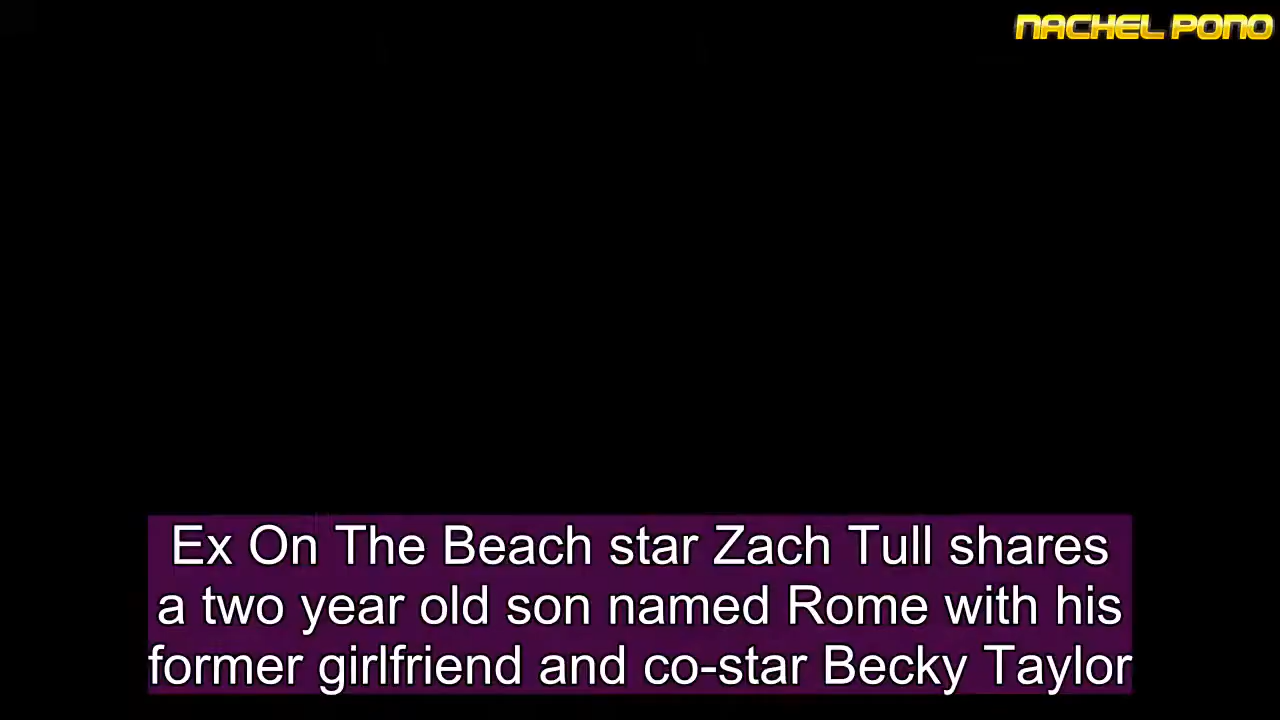 NACHEL PONO
Ex On The Beach star Zach Tull shares
a two year old son named Rome with his
former girlfriend and co-star Becky Taylor